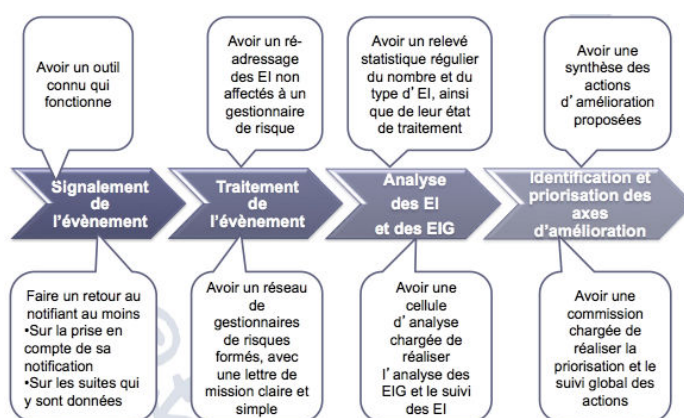 Avoir un outil
connu qui
fonctionne
Avoir un ré-
adressage
des EI non
affectés à un
gestionnaire
de risque
Avoir un relevé
statistique régulier
du nombre et du
type d’EI, ainsi
que de leur état
de traitement
Avoir une
synthèse des
actions
d’amélioration
proposées
Signalement
de
l’évènement
Traitement
de
l’évènement
Analyse
des EI
et des EIG
Identification et
priorisation des
axes
d’amélioration
Faire un retour au
notifiant au moins
•Sur la prise en
compte de sa
notification
•Sur les suites qui
y sont données
Avoir un réseau
de
gestionnaires
de risques
formés, avec
une lettre de
mission claire et
simple
Avoir une
cellule
d’analyse
chargée de
réaliser
l’analyse des
EIG et le suivi
des EI
Avoir une
commission
chargée de
réaliser la
priorisation et le
suivi global des
actions